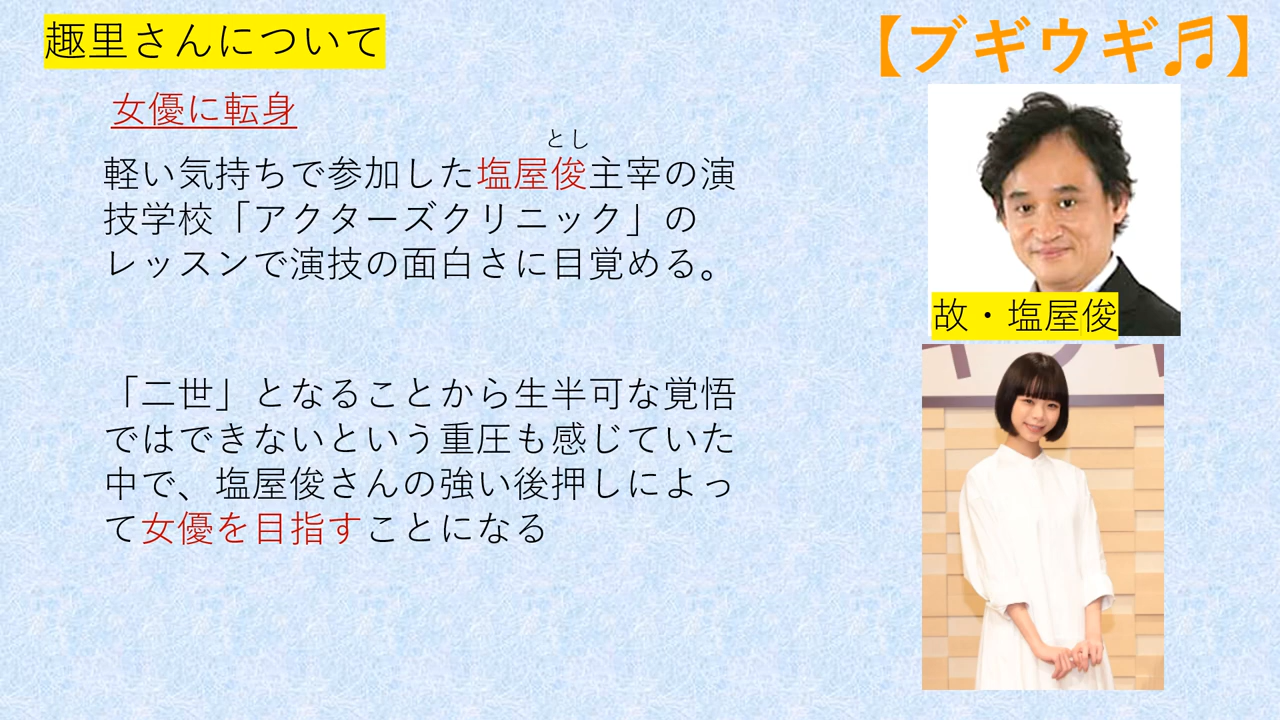 趣里さんについて
【ブギウギ♬】
女優に転身
とし
軽い気持ちで参加した塩屋俊主宰の演
技学校「アクターズクリニック」の
レッスンで演技の面白さに目覚める。
故・塩屋俊
「二世」となることから生半可な覚悟
ではできないという重圧も感じていた
中で、塩屋俊さんの強い後押しによっ
て女優を目指すことになる